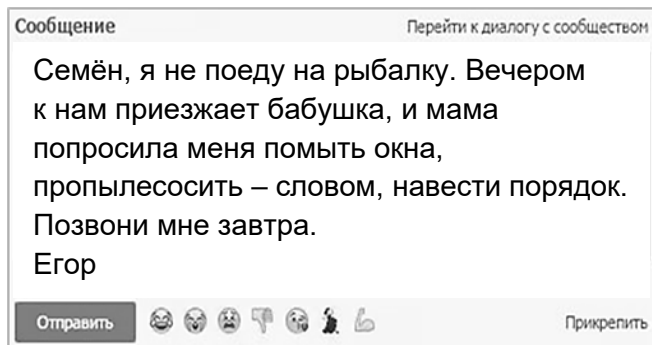 Сообщение Перейти к диалогу с сообществом
Семён, я не поеду на рыбалку. Вечером
к нам приезжает бабушка, и мама
попросила меня помыть окна,
пропылесосить – словом, навести порядок.
Позвони мне завтра.
Егор
Отправить Прикрепить